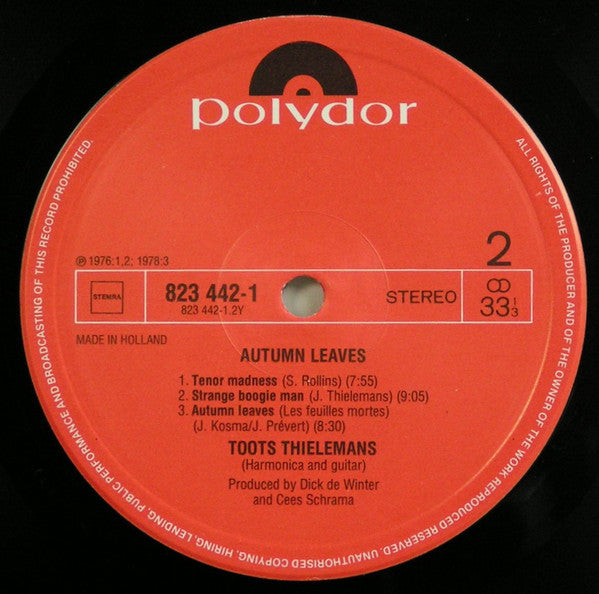 polydor
℗ 1976:1,2; 1978:3
2
STEMRA
823 442-1
823 442-1.2Y
STEREO
33 1/3
MADE IN HOLLAND
AUTUMN LEAVES
1. Tenor madness (S. Rollins) (7:55)
2. Strange boogie man (J. Thielemans) (9:05)
3. Autumn leaves (Les feuilles mortes)
(J. Kosma/J. Prévert) (8:30)
TOOTS THIELEMANS
(Harmonica and guitar)
Produced by Dick de Winter
and Cees Schrama
ALL RIGHTS OF THE PRODUCER AND OF THE OWNER OF THE WORK REPRODUCED RESERVED. UNAUTHORISED COPYING, HIRING, LENDING, PUBLIC PERFORMANCE AND BROADCASTING OF THIS RECORD PROHIBITED.